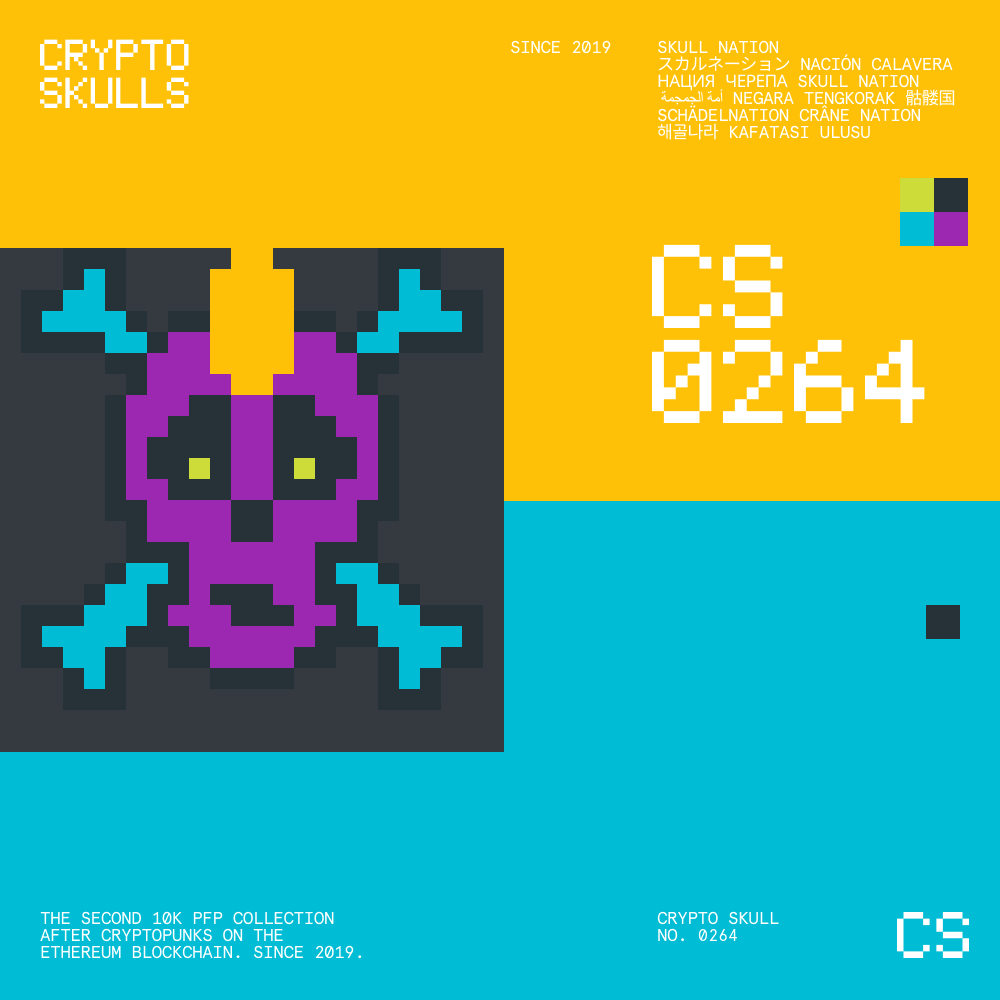 CRYPTO
SKULLS
SINCE 2019
SKULL NATION
スカルネーション NACIÓN CALAVERA
НАЦИЯ ЧЕРЕПА SKULL NATION
أمة الجمجمة NEGARA TENGKORAK 骷髅国
SCHÄDELNATION CRÂNE NATION
해골나라 KAFATASI ULUSU
CS
0264
THE SECOND 10K PFP COLLECTION
AFTER CRYPTOPUNKS ON THE
ETHEREUM BLOCKCHAIN. SINCE 2019.
CRYPTO SKULL
NO. 0264
CS